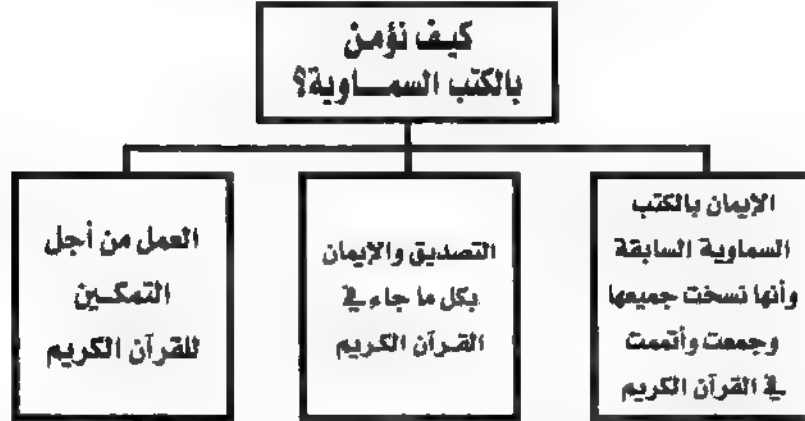 كيف نؤمن
بالكتب السماوية؟
الإيمان بالكتب
السماوية السابقة
وأنها نسخت جميعها
وجمعت وأتممت
في القرآن الكريم
التصديق والإيمان
بكل ما جاء في
القرآن الكريم
العمل من أجل
التمكين
للقرآن الكريم